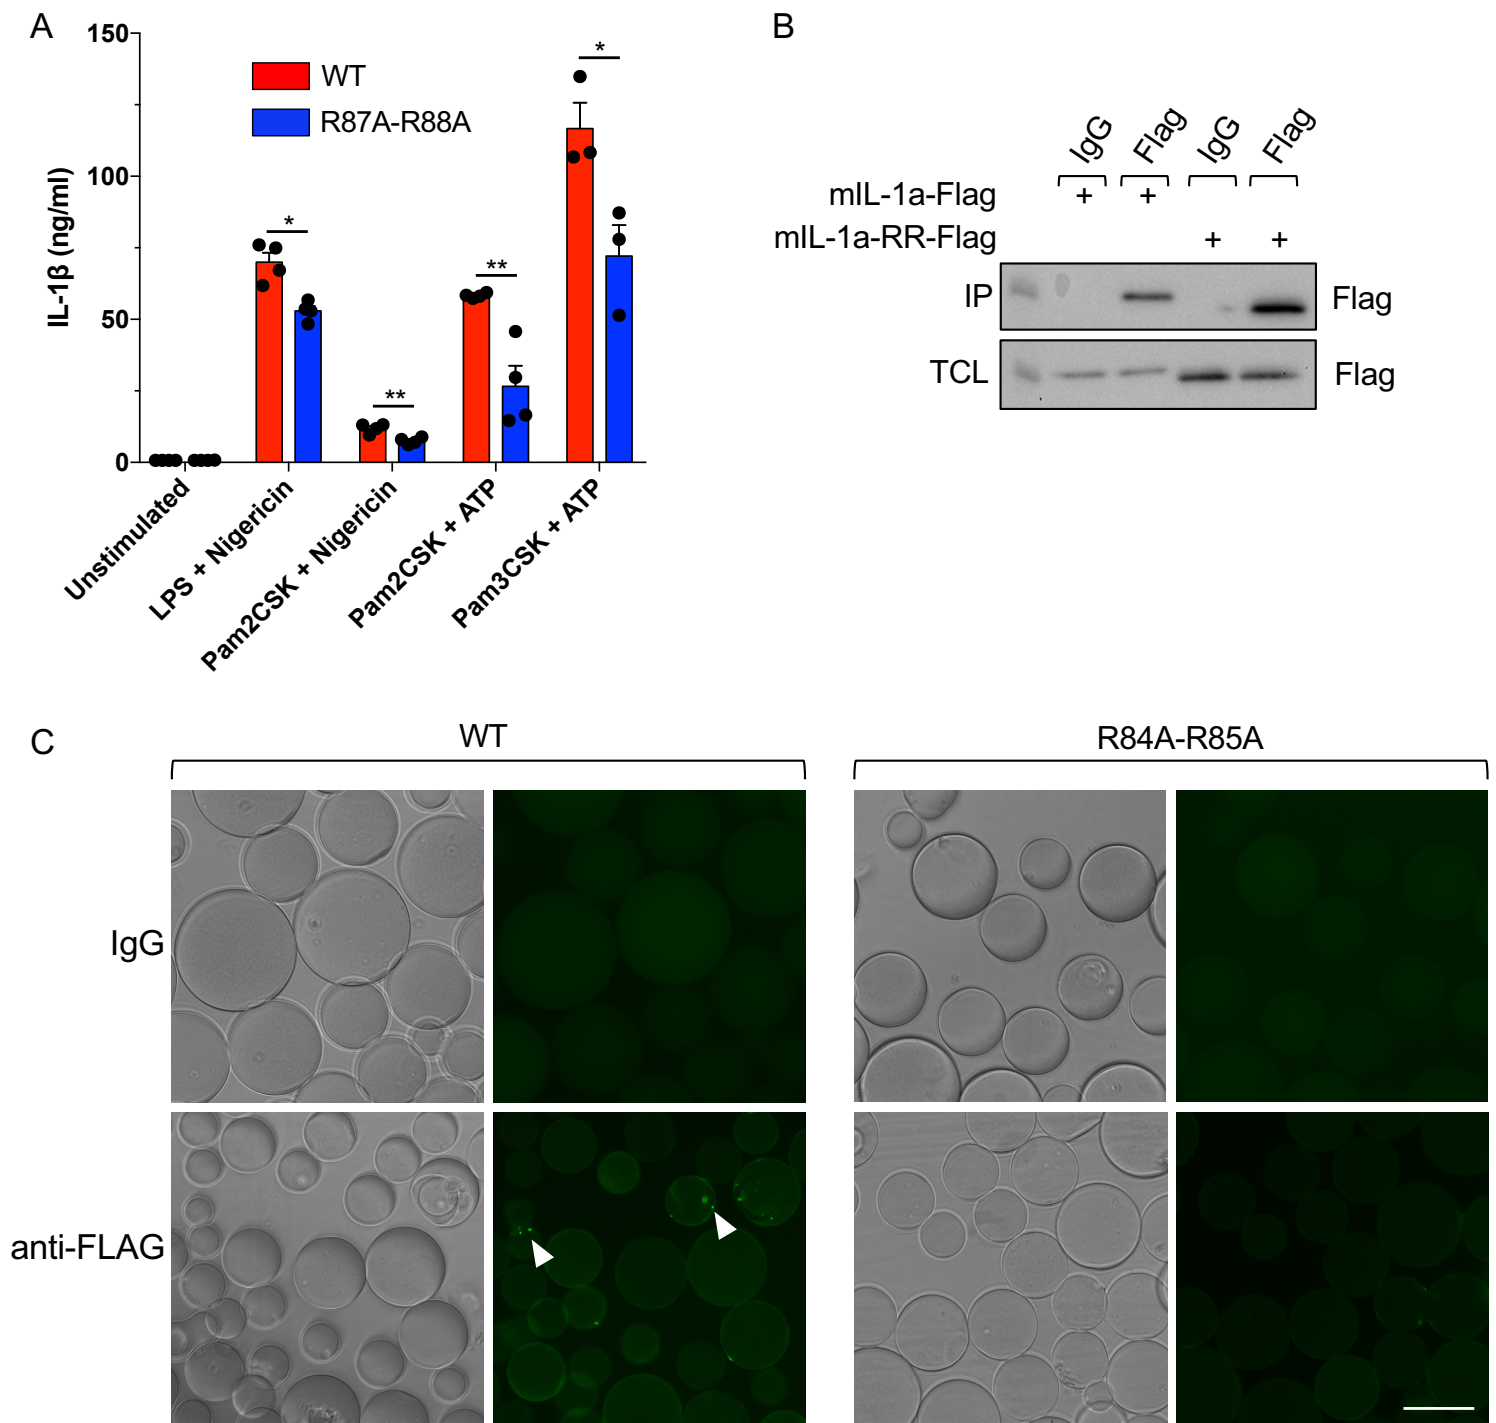 A
150
100
50
0
IL-1β (ng/ml)
WT
R87A-R88A
*
**
**
*
Unstimulated
LPS + Nigericin
Pam2CSK + Nigericin
Pam2CSK + ATP
Pam3CSK + ATP
B
IgG Flag IgG Flag
mIL-1a-Flag + +
mIL-1a-RR-Flag + +
IP Flag
TCL Flag
C
WT R84A-R85A
IgG
anti-FLAG